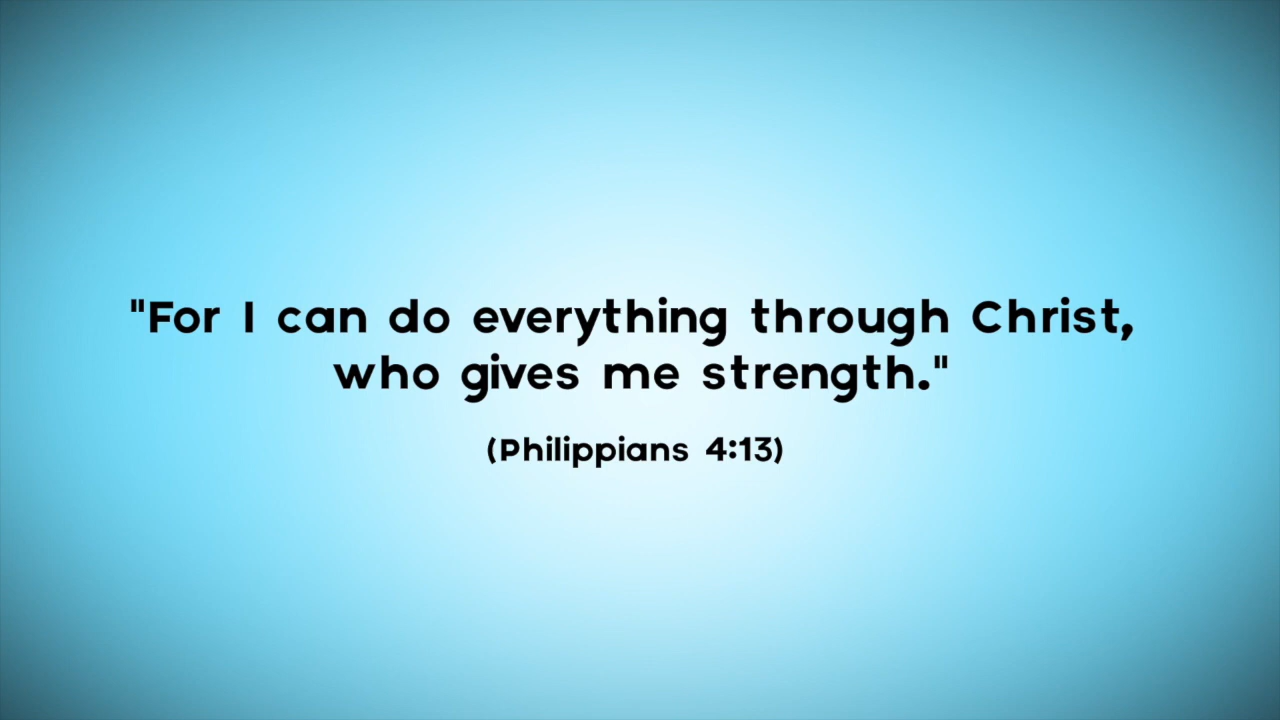 "For I can do everything through Christ,
who gives me strength."
(Philippians 4:13)